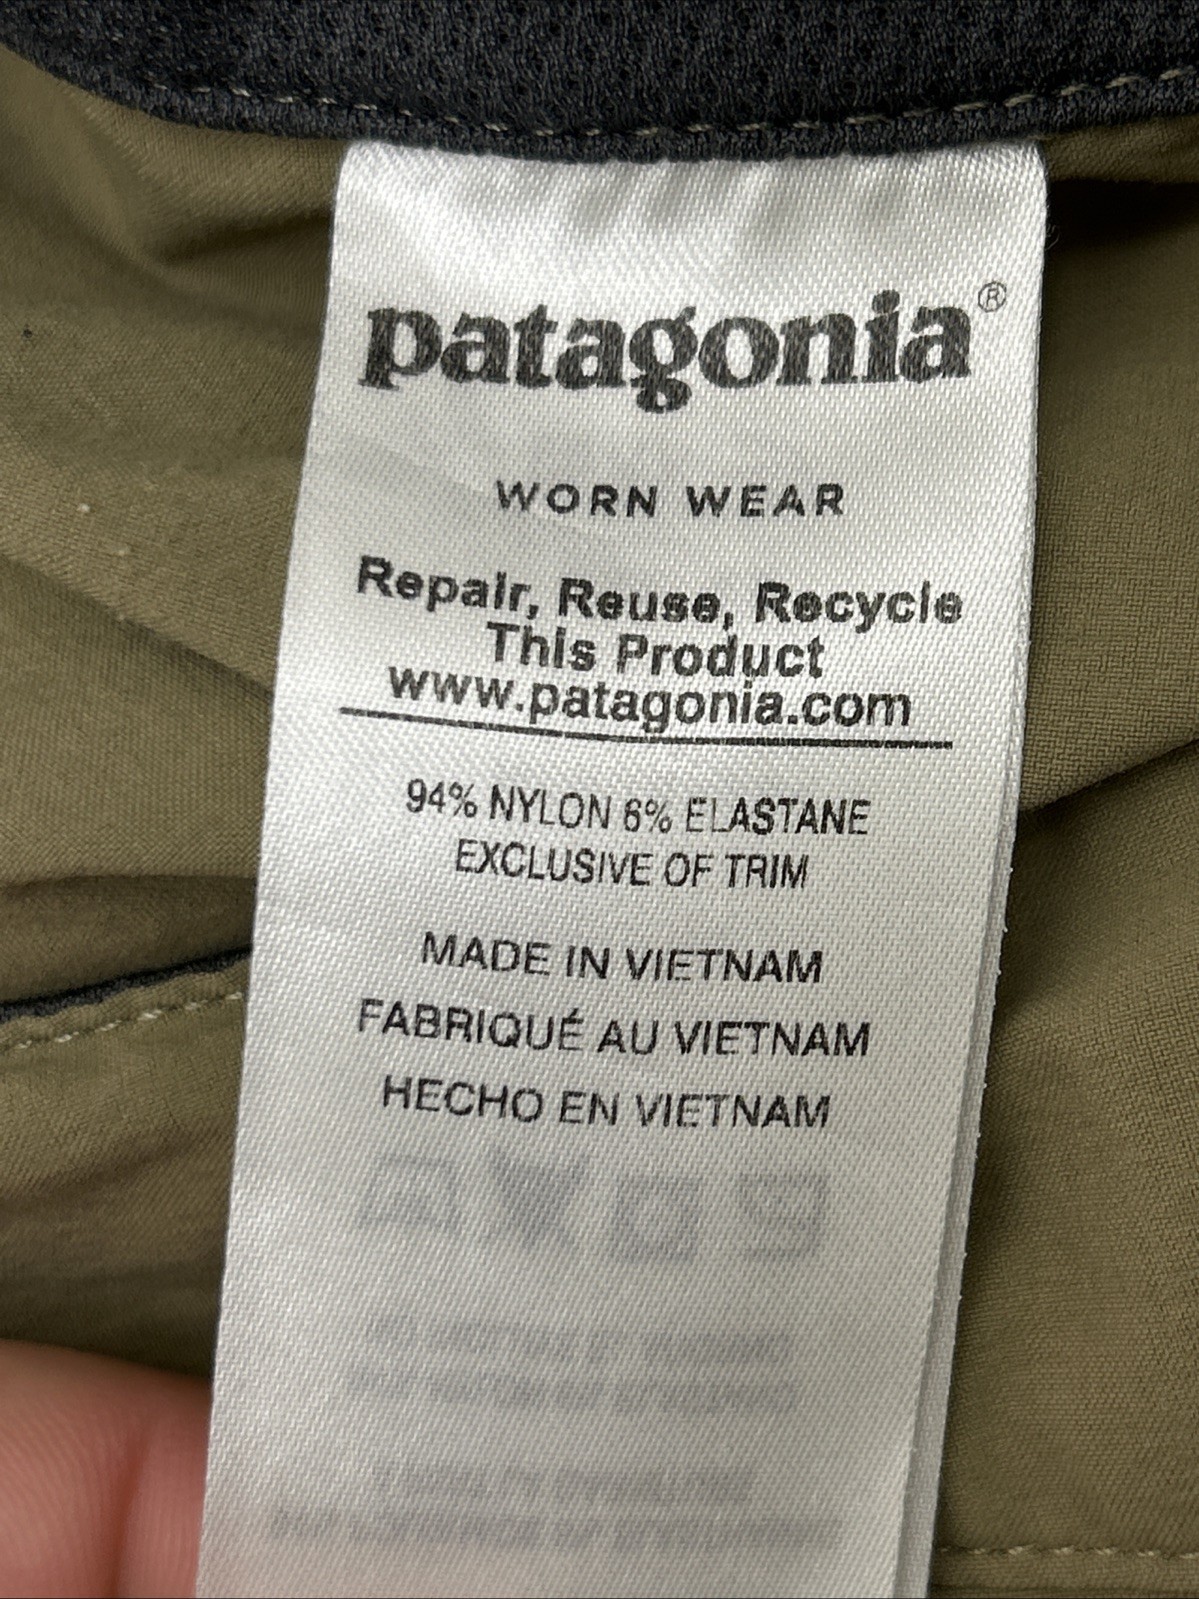 patagonia®
WORN WEAR
Repair, Reuse, Recycle
This Product
www.patagonia.com
94% NYLON 6% ELASTANE
EXCLUSIVE OF TRIM
MADE IN VIETNAM
FABRIQUÉ AU VIETNAM
HECHO EN VIETNAM